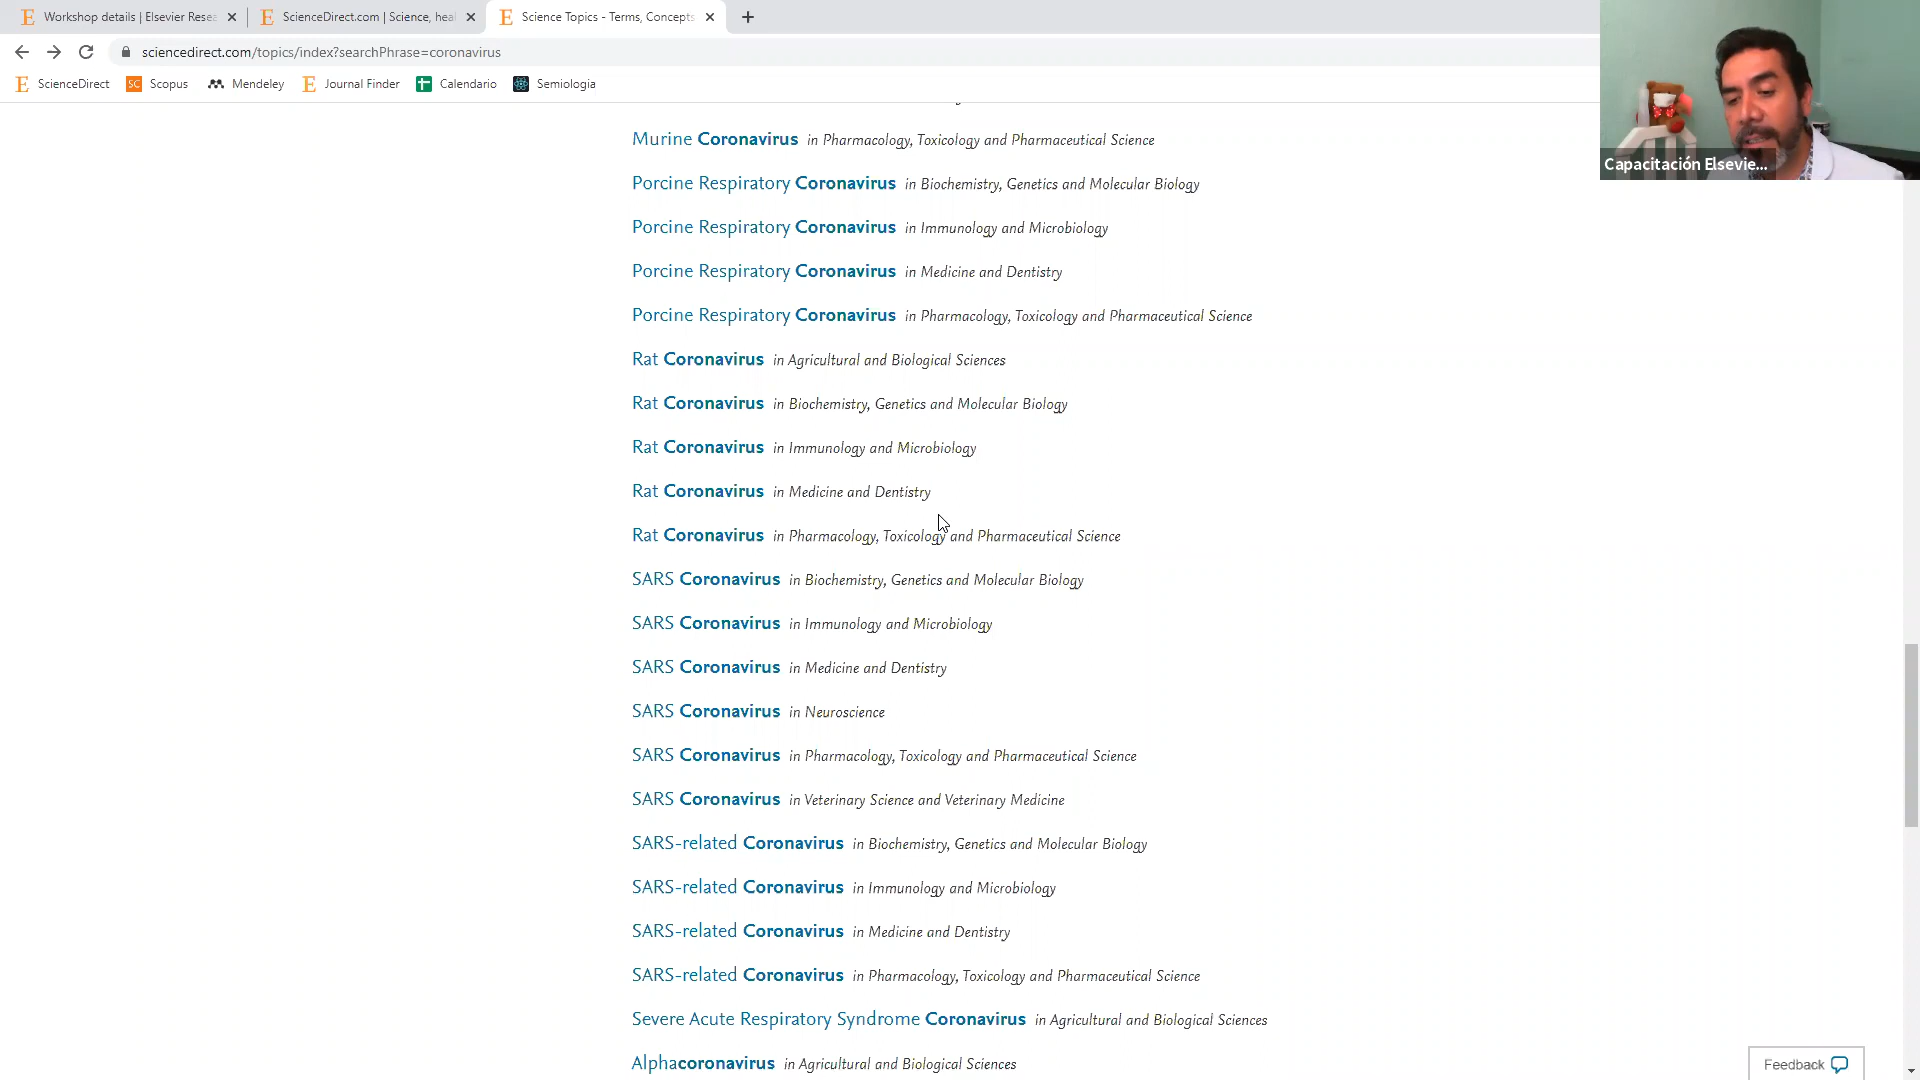 Workshop details | Elsevier Resea
ScienceDirect.com | Science, heal
Science Topics - Terms, Concepts
sciencedirect.com/topics/index?searchPhrase=coronavirus
ScienceDirect
SC Scopus
Mendeley
Journal Finder
Calendario
Semiologia
Capacitación Elsevie...
Murine Coronavirus in Pharmacology, Toxicology and Pharmaceutical Science
Porcine Respiratory Coronavirus in Biochemistry, Genetics and Molecular Biology
Porcine Respiratory Coronavirus in Immunology and Microbiology
Porcine Respiratory Coronavirus in Medicine and Dentistry
Porcine Respiratory Coronavirus in Pharmacology, Toxicology and Pharmaceutical Science
Rat Coronavirus in Agricultural and Biological Sciences
Rat Coronavirus in Biochemistry, Genetics and Molecular Biology
Rat Coronavirus in Immunology and Microbiology
Rat Coronavirus in Medicine and Dentistry
Rat Coronavirus in Pharmacology, Toxicology and Pharmaceutical Science
SARS Coronavirus in Biochemistry, Genetics and Molecular Biology
SARS Coronavirus in Immunology and Microbiology
SARS Coronavirus in Medicine and Dentistry
SARS Coronavirus in Neuroscience
SARS Coronavirus in Pharmacology, Toxicology and Pharmaceutical Science
SARS Coronavirus in Veterinary Science and Veterinary Medicine
SARS-related Coronavirus in Biochemistry, Genetics and Molecular Biology
SARS-related Coronavirus in Immunology and Microbiology
SARS-related Coronavirus in Medicine and Dentistry
SARS-related Coronavirus in Pharmacology, Toxicology and Pharmaceutical Science
Severe Acute Respiratory Syndrome Coronavirus in Agricultural and Biological Sciences
Alphacoronavirus in Agricultural and Biological Sciences
Feedback